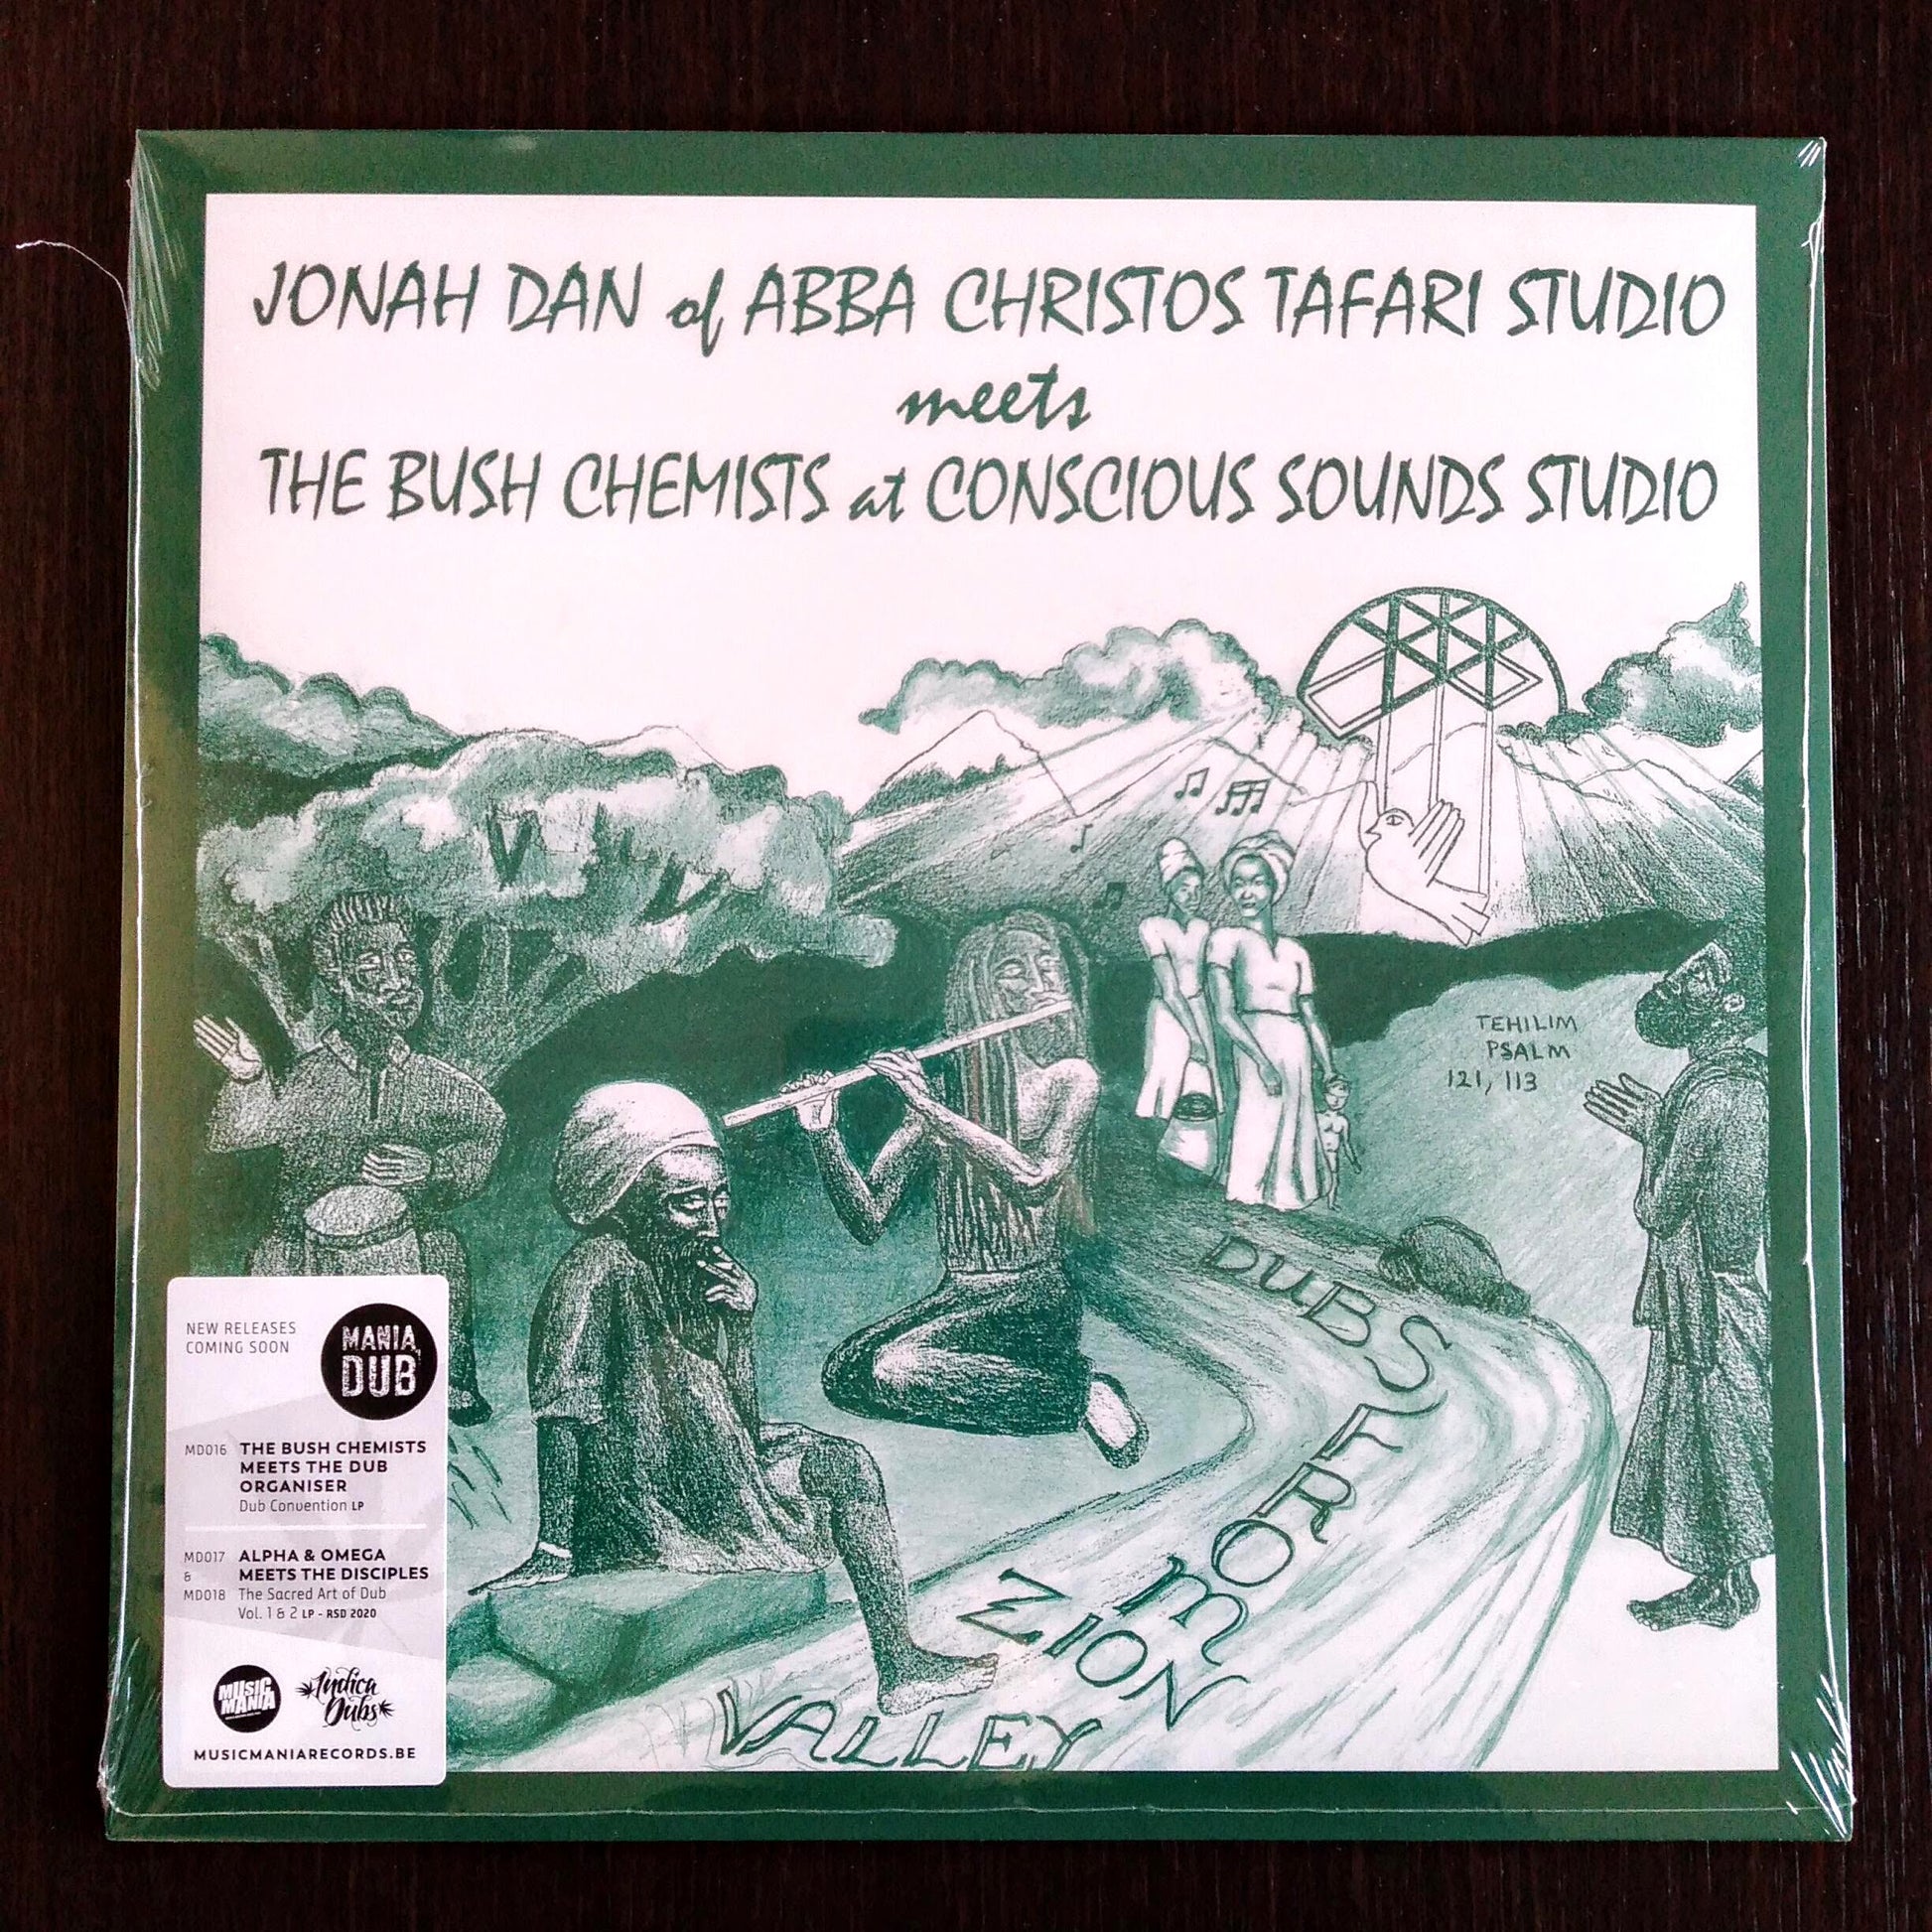 JONAH DAN of ABBA CHRISTOS TAFARI STUDIO
meets
THE BUSH CHEMISTS at CONSCIOUS SOUNDS STUDIO
TEHILIM
PSALM
121, 113
DUBS
FROM
ZION
VALLEY
NEW RELEASES
COMING SOON
MANIA
DUB
MD016 THE BUSH CHEMISTS
MEETS THE DUB
ORGANISER
Dub Convention LP
MD017 ALPHA & OMEGA
& MEETS THE DISCIPLES
MD018 The Sacred Art of Dub
Vol. 1 & 2 LP - RSD 2020
MUSIC
MANIA
Indica
Dubs
MUSICMANIARECORDS.BE